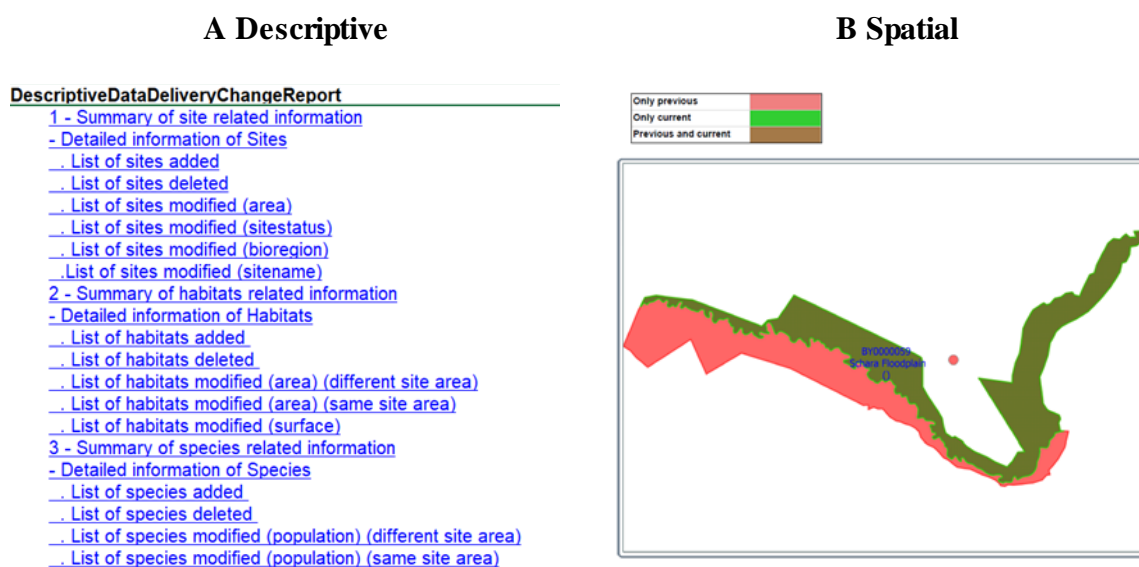 A Descriptive
B Spatial
DescriptiveDataDeliveryChangeReport
1 - Summary of site related information
- Detailed information of Sites
. List of sites added
. List of sites deleted
. List of sites modified (area)
. List of sites modified (sitestatus)
. List of sites modified (bioregion)
.List of sites modified (sitename)
2 - Summary of habitats related information
- Detailed information of Habitats
. List of habitats added
. List of habitats deleted
. List of habitats modified (area) (different site area)
. List of habitats modified (area) (same site area)
. List of habitats modified (surface)
3 - Summary of species related information
- Detailed information of Species
. List of species added
. List of species deleted
. List of species modified (population) (different site area)
. List of species modified (population) (same site area)
Only previous
Only current
Previous and current
BY0000059
Schara Floodplain
()